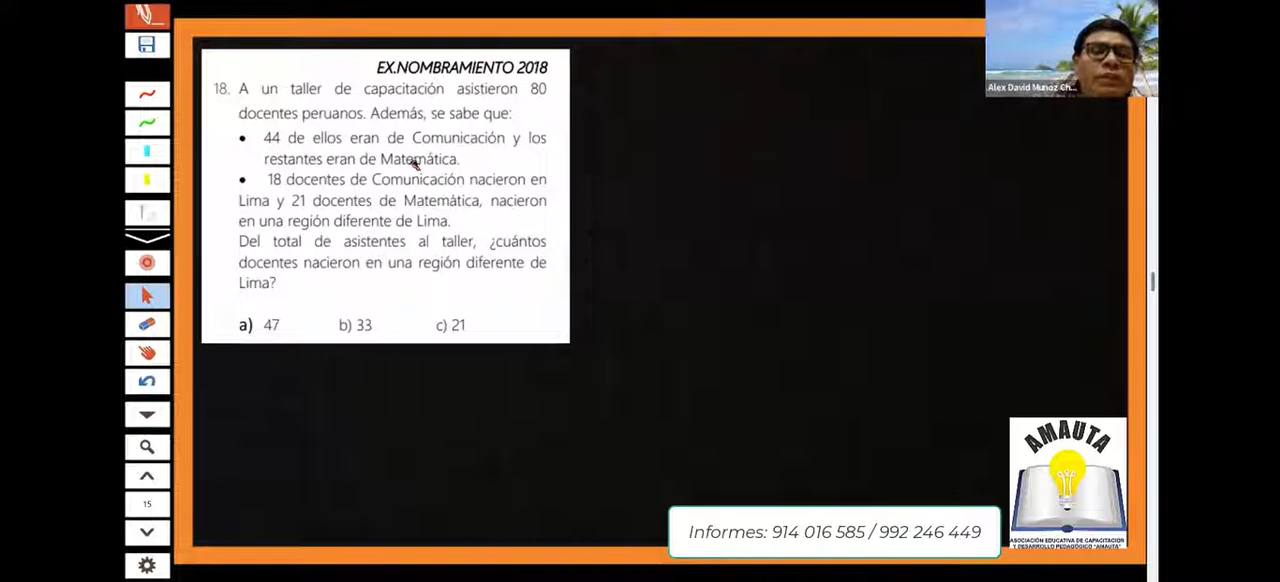 EX.NOMBRAMIENTO 2018
18. A un taller de capacitación asistieron 80
docentes peruanos. Además, se sabe que:
• 44 de ellos eran de Comunicación y los
restantes eran de Matemática.
• 18 docentes de Comunicación nacieron en
Lima y 21 docentes de Matemática, nacieron
en una región diferente de Lima.
Del total de asistentes al taller, ¿cuántos
docentes nacieron en una región diferente de
Lima?
a) 47 b) 33 c) 21
Alex David Munoz Ch...
15
AMAUTA
ASOCIACIÓN EDUCATIVA DE CAPACITACION
Y DESARROLLO PEDAGÓGICO "AMAUTA"
Informes: 914 016 585 / 992 246 449